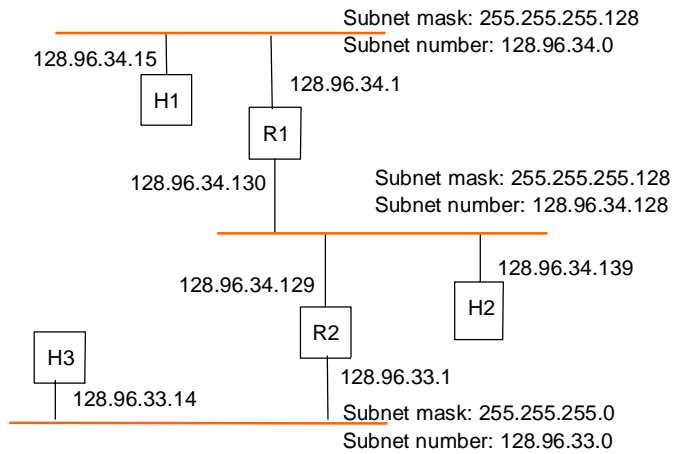 Subnet mask: 255.255.255.128
Subnet number: 128.96.34.0
128.96.34.15
128.96.34.1
H1
R1
128.96.34.130
Subnet mask: 255.255.255.128
Subnet number: 128.96.34.128
128.96.34.139
128.96.34.129
H2
R2
H3
128.96.33.1
128.96.33.14
Subnet mask: 255.255.255.0
Subnet number: 128.96.33.0